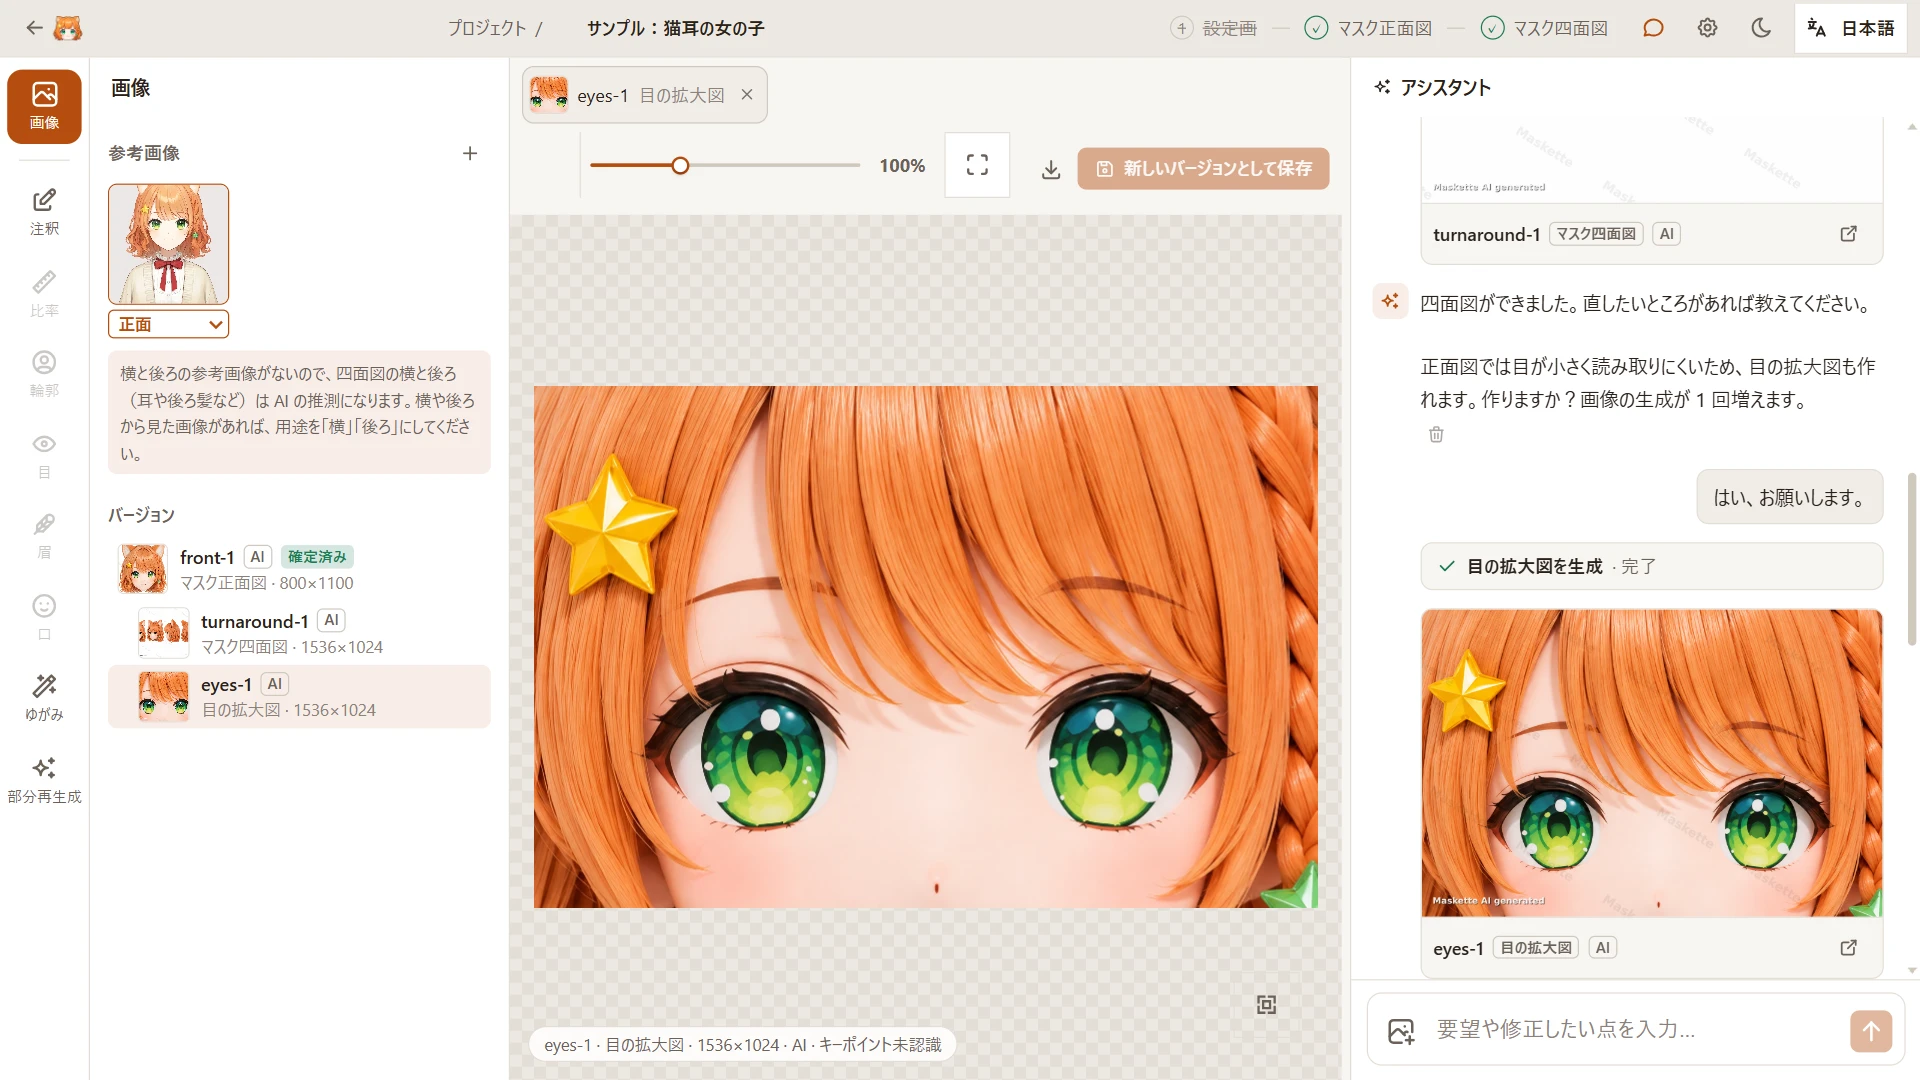 プロジェクト /
サンプル：猫耳の女の子
設定画
マスク正面図
マスク四面図
日本語
画像
注釈
比率
輪郭
目
眉
口
ゆがみ
部分再生成
画像
参考画像
正面
横と後ろの参考画像がないので、四面図の横と後ろ
（耳や後ろ髪など）は AI の推測になります。横や後ろ
から見た画像があれば、用途を「横」「後ろ」にしてくださ
い。
バージョン
front-1 AI 確定済み
マスク正面図 · 800×1100
turnaround-1 AI
マスク四面図 · 1536×1024
eyes-1 AI
目の拡大図 · 1536×1024
eyes-1 目の拡大図
100%
新しいバージョンとして保存
eyes-1 · 目の拡大図 · 1536×1024 · AI · キーポイント未認識
アシスタント
Maskette
Maskette
Maskette AI generated
turnaround-1 マスク四面図 AI
四面図ができました。直したいところがあれば教えてください。
正面図では目が小さく読み取りにくいため、目の拡大図も作
れます。作りますか？画像の生成が 1 回増えます。
はい、お願いします。
目の拡大図を生成 · 完了
Maskette
Maskette AI generated
eyes-1 目の拡大図 AI
要望や修正したい点を入力...